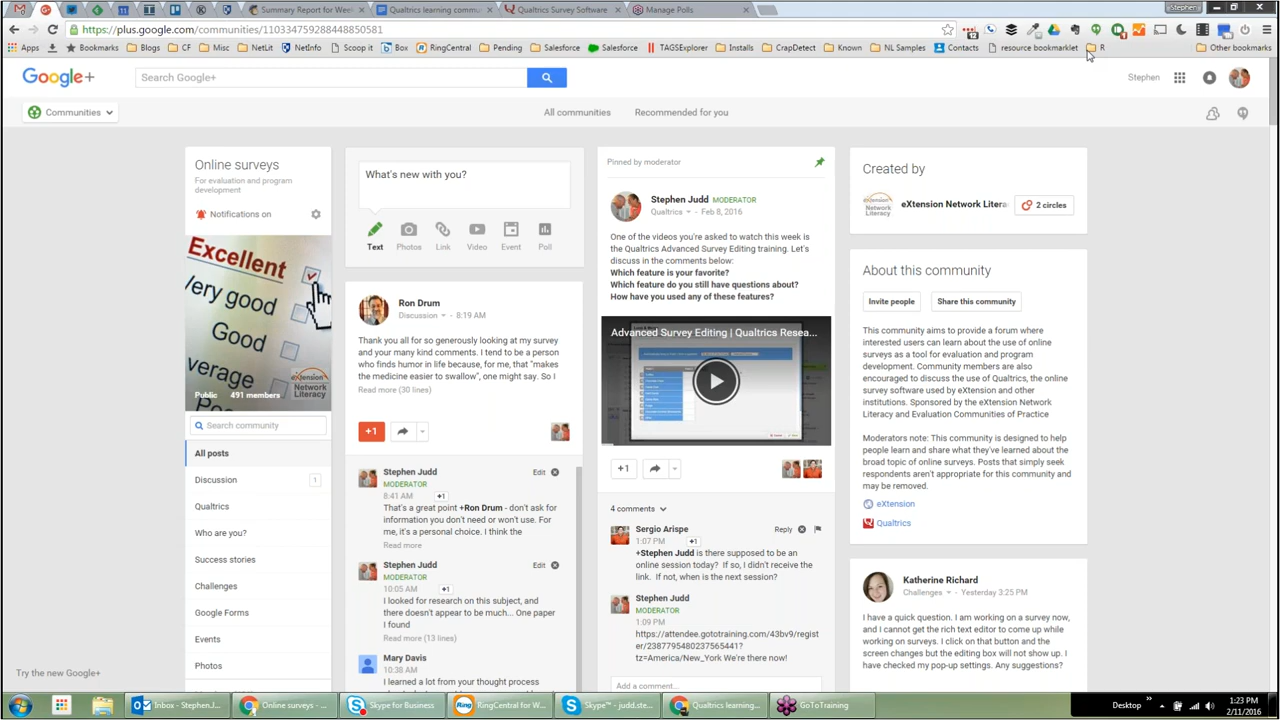 Summary Report for Week
Qualtrics learning commu
Qualtrics Survey Software
Manage Polls
Stephen
https://plus.google.com/communities/110334759288448850581
Apps
Bookmarks
Blogs
CF
Misc
NetLit
NetInfo
Scoop it
Box
RingCentral
Pending
Salesforce
Salesforce
TAGSExplorer
Installs
CrapDetect
Known
NL Samples
Contacts
resource bookmarklet
R
Other bookmarks
Google+
Search Google+
Stephen
Communities
All communities
Recommended for you
Online surveys
For evaluation and program
development
Notifications on
Excellent
Very good
Good
verage
Public
491 members
eXtension
Network
Literacy
Search community
All posts
Discussion
1
Qualtrics
Who are you?
Success stories
Challenges
Google Forms
Events
Photos
Try the new Google+
What's new with you?
Text
Photos
Link
Video
Event
Poll
Ron Drum
Discussion
8:19 AM
Thank you all for so generously looking at my survey
and your many kind comments. I tend to be a person
who finds humor in life because, for me, that "makes
the medicine easier to swallow", one might say. So I
Read more (30 lines)
+1
Stephen Judd
Edit
MODERATOR
8:41 AM
+1
That's a great point +Ron Drum - don't ask for
information you don't need or won't use. For
me, it's a personal choice. I think the
Read more
Stephen Judd
Edit
MODERATOR
10:05 AM
+1
I looked for research on this subject, and
there doesn't appear to be much... One paper
I found
Read more (13 lines)
Mary Davis
10:38 AM
I learned a lot from your thought process
Pinned by moderator
Stephen Judd MODERATOR
Qualtrics
Feb 8, 2016
One of the videos you're asked to watch this week is
the Qualtrics Advanced Survey Editing training. Let's
discuss in the comments below:
Which feature is your favorite?
Which feature do you still have questions about?
How have you used any of these features?
Advanced Survey Editing | Qualtrics Resea...
+1
4 comments
Sergio Arispe
Reply
1:07 PM
+1
+Stephen Judd is there supposed to be an
online session today? If so, I didn't receive the
link. If not, when is the next session?
Stephen Judd
MODERATOR
1:09 PM
https://attendee.gototraining.com/43bv9/regist
er/2387795480237565441?
tz=America/New_York We're there now!
Add a comment...
Created by
eXtension
Network
Literacy
eXtension Network Litera
2 circles
About this community
Invite people
Share this community
This community aims to provide a forum where
interested users can learn about the use of online
surveys as a tool for evaluation and program
development. Community members are also
encouraged to discuss the use of Qualtrics, the online
survey software used by eXtension and other
institutions. Sponsored by the eXtension Network
Literacy and Evaluation Communities of Practice
Moderators note: This community is designed to help
people learn and share what they've learned about the
broad topic of online surveys. Posts that simply seek
respondents aren't appropriate for this community and
may be removed.
eXtension
Qualtrics
Katherine Richard
Challenges
Yesterday 3:25 PM
I have a quick question. I am working on a survey now,
and I cannot get the rich text editor to come up while
working on surveys. I click on that button and the
screen changes but the editing box will not show up. I
have checked my pop-up settings. Any suggestions?
Inbox - Stephen.J...
Online surveys - ...
Skype for Business
RingCentral for W...
Skype™ - judd.ste...
Qualtrics learning...
GoToTraining
Desktop
1:23 PM
2/11/2016